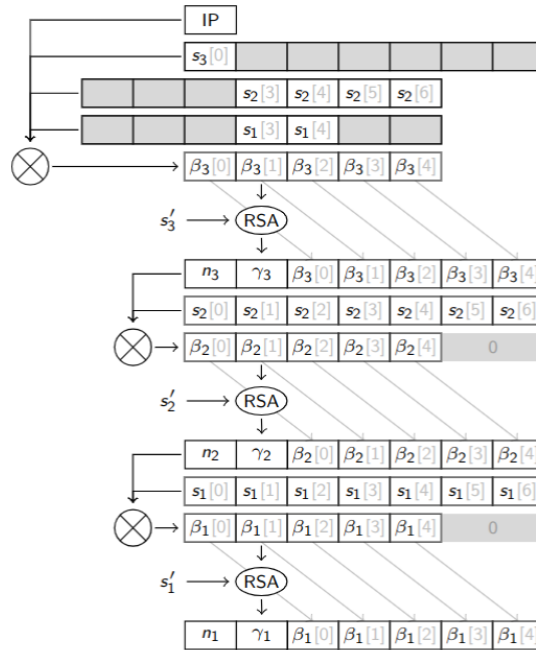 IP
s₃[0]
s₂[3] s₂[4] s₂[5] s₂[6]
s₁[3] s₁[4]
β₃[0] β₃[1] β₃[2] β₃[3] β₃[4]
s′₃ RSA
n₃ γ₃ β₃[0] β₃[1] β₃[2] β₃[3] β₃[4]
s₂[0] s₂[1] s₂[2] s₂[3] s₂[4] s₂[5] s₂[6]
β₂[0] β₂[1] β₂[2] β₂[3] β₂[4] 0
s′₂ RSA
n₂ γ₂ β₂[0] β₂[1] β₂[2] β₂[3] β₂[4]
s₁[0] s₁[1] s₁[2] s₁[3] s₁[4] s₁[5] s₁[6]
β₁[0] β₁[1] β₁[2] β₁[3] β₁[4] 0
s′₁ RSA
n₁ γ₁ β₁[0] β₁[1] β₁[2] β₁[3] β₁[4]